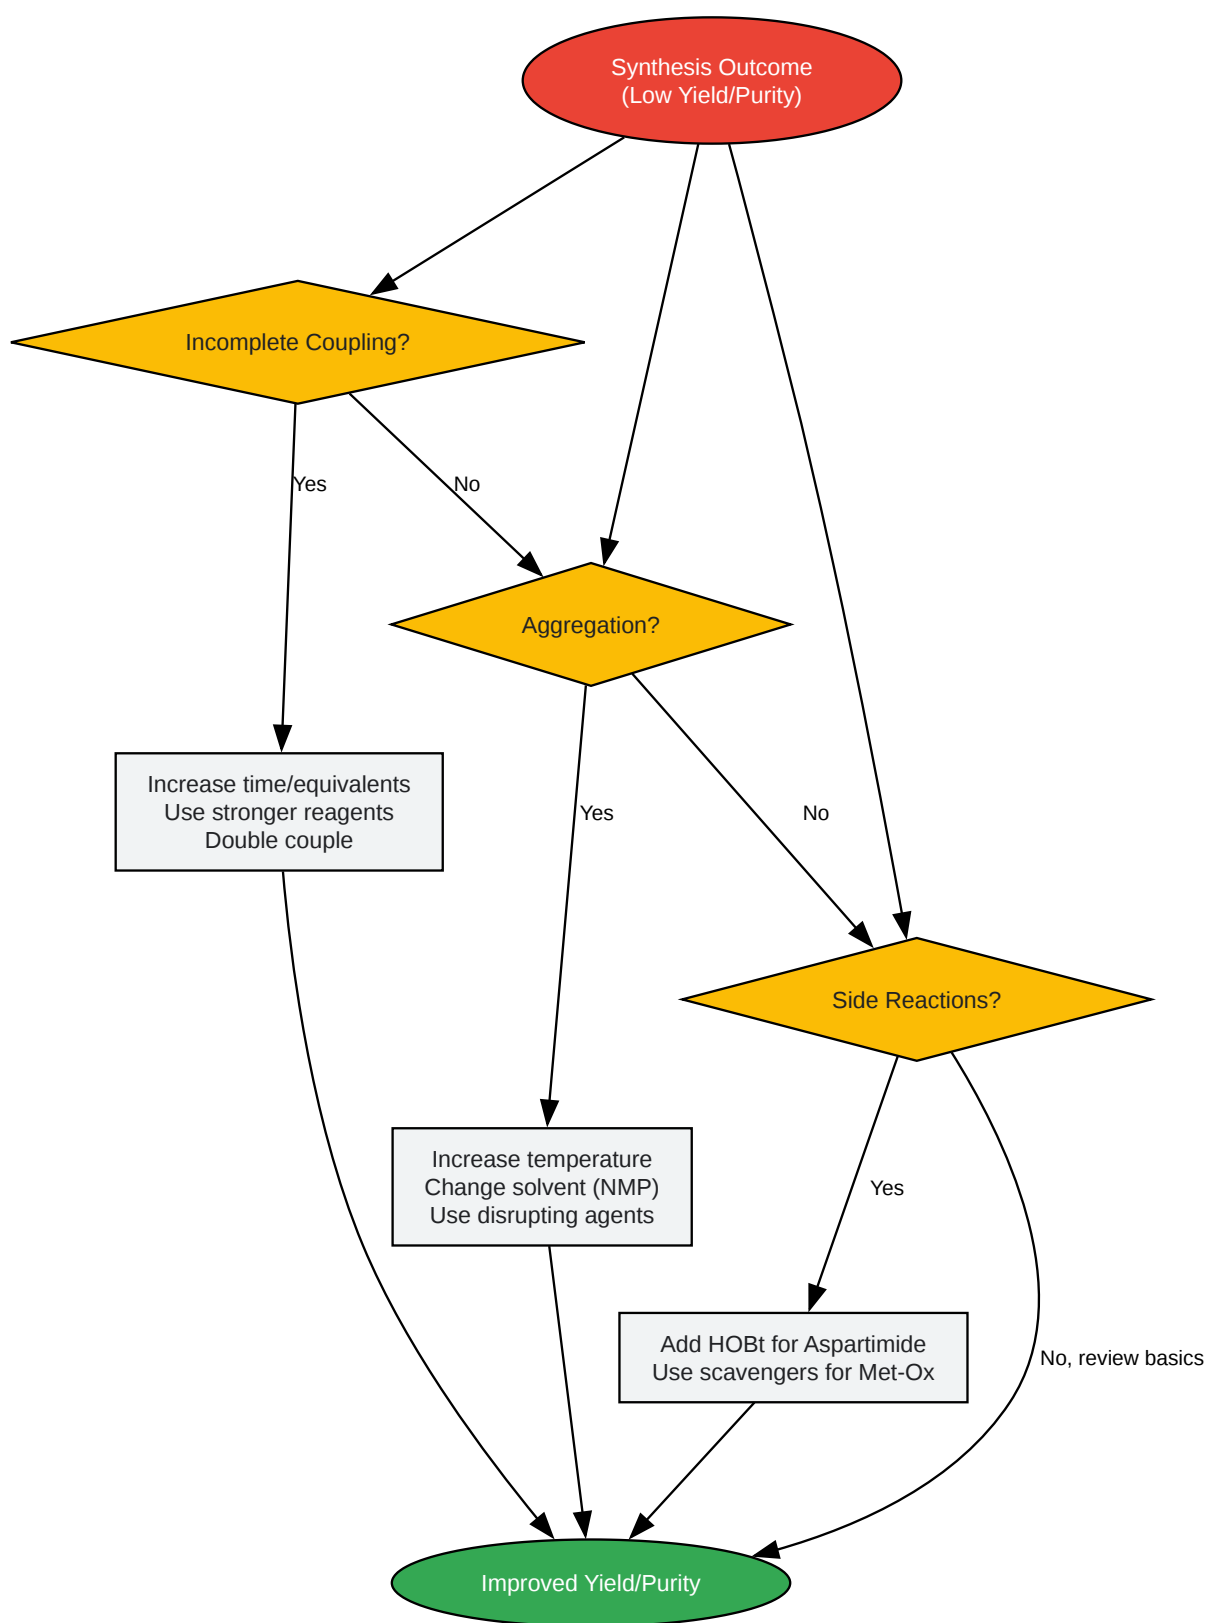 Synthesis Outcome
(Low Yield/Purity)
Incomplete Coupling?
Yes
No
Aggregation?
Increase time/equivalents
Use stronger reagents
Double couple
Yes
No
Side Reactions?
Increase temperature
Change solvent (NMP)
Use disrupting agents
Yes
Add HOBt for Aspartimide
Use scavengers for Met-Ox
No, review basics
Improved Yield/Purity